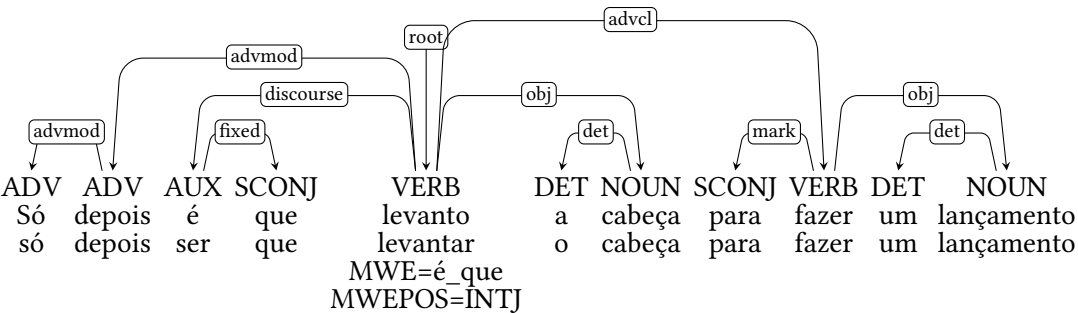 advcl
root
advmod
discourse obj obj
advmod fixed det mark det
ADV ADV AUX SCONJ VERB DET NOUN SCONJ VERB DET NOUN
Só depois é que levanto a cabeça para fazer um lançamento
só depois ser que levantar o cabeça para fazer um lançamento
MWE=é_que
MWEPOS=INTJ